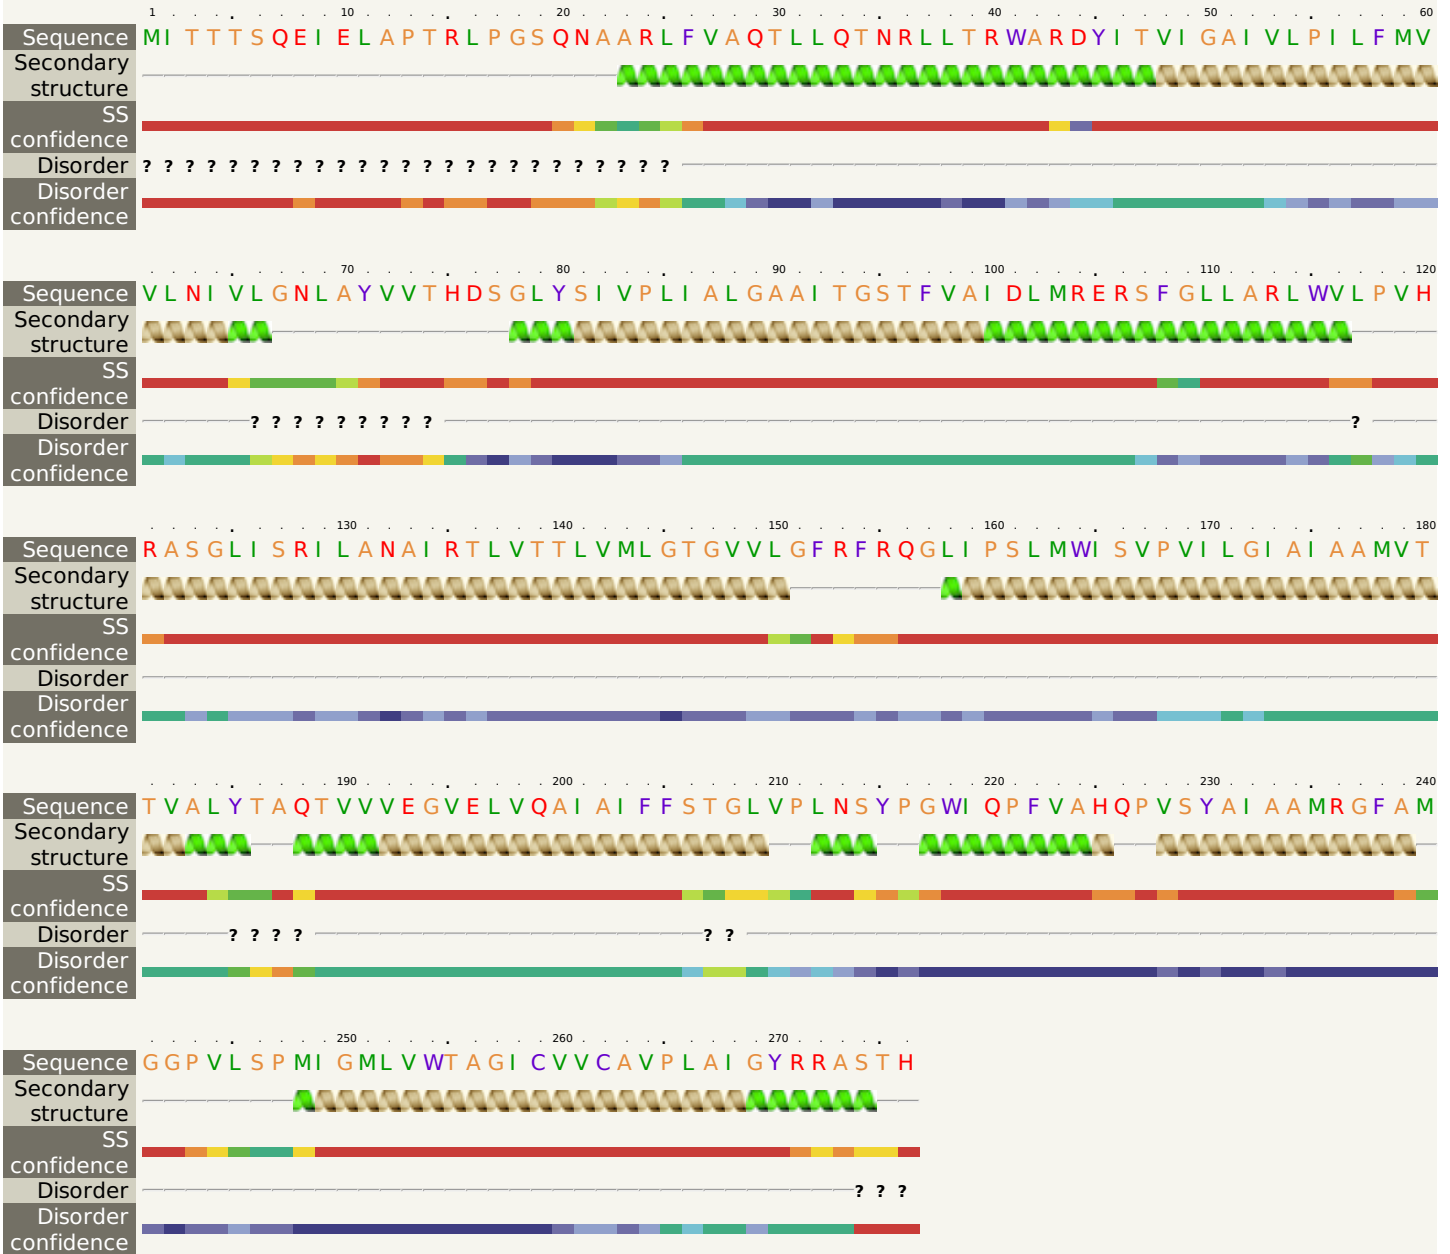 1 10 20 30 40 50 60
Sequence MITTTSQEIELAPTRLPGSQNAARLFVAQTLLQTNRLLTRWARDYITVIGAIVLPILFMV
Secondary
structure
SS
confidence
Disorder ? ? ? ? ? ? ? ? ? ? ? ? ? ? ? ? ? ? ? ? ? ? ? ? ?
Disorder
confidence
70 80 90 100 110 120
Sequence VLNIVLGNLAYVVTHDSGLYSIVPLIALGAAITGSTFVAIDLMRERSFGLLARLWVLPVH
Secondary
structure
SS
confidence
Disorder ? ? ? ? ? ? ? ? ? ?
Disorder
confidence
130 140 150 160 170 180
Sequence RASGLISRILANAIRTLVTTLVMLGTGVVLGFRFRQGLIPSLMWISVPVILGIAIAAMVT
Secondary
structure
SS
confidence
Disorder
Disorder
confidence
190 200 210 220 230 240
Sequence TVALYTAQTVVVEGVELVQAIAIFFSTGLVPLNSYPGWIQPFVAHQPVSYAIAAMRGFAM
Secondary
structure
SS
confidence
Disorder ? ? ? ? ? ?
Disorder
confidence
250 260 270
Sequence GGPVLSPMIGMLVWTAGICVVCAVPLAIGYRRASTH
Secondary
structure
SS
confidence
Disorder ? ? ?
Disorder
confidence